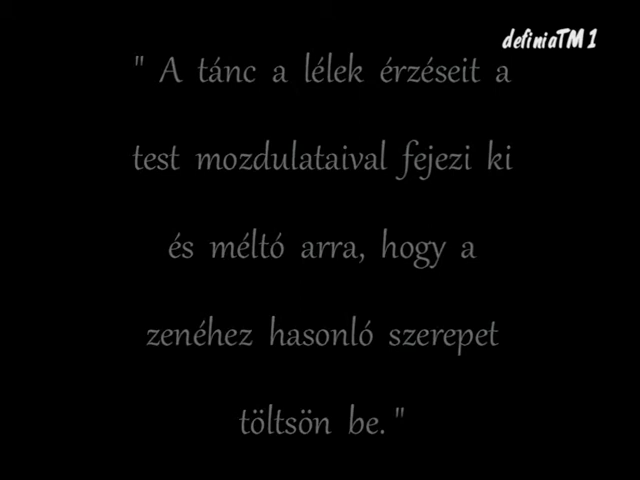 definiaTM1
" A tánc a lélek érzéseit a
test mozdulataival fejezi ki
és méltó arra, hogy a
zenéhez hasonló szerepet
töltsön be. "